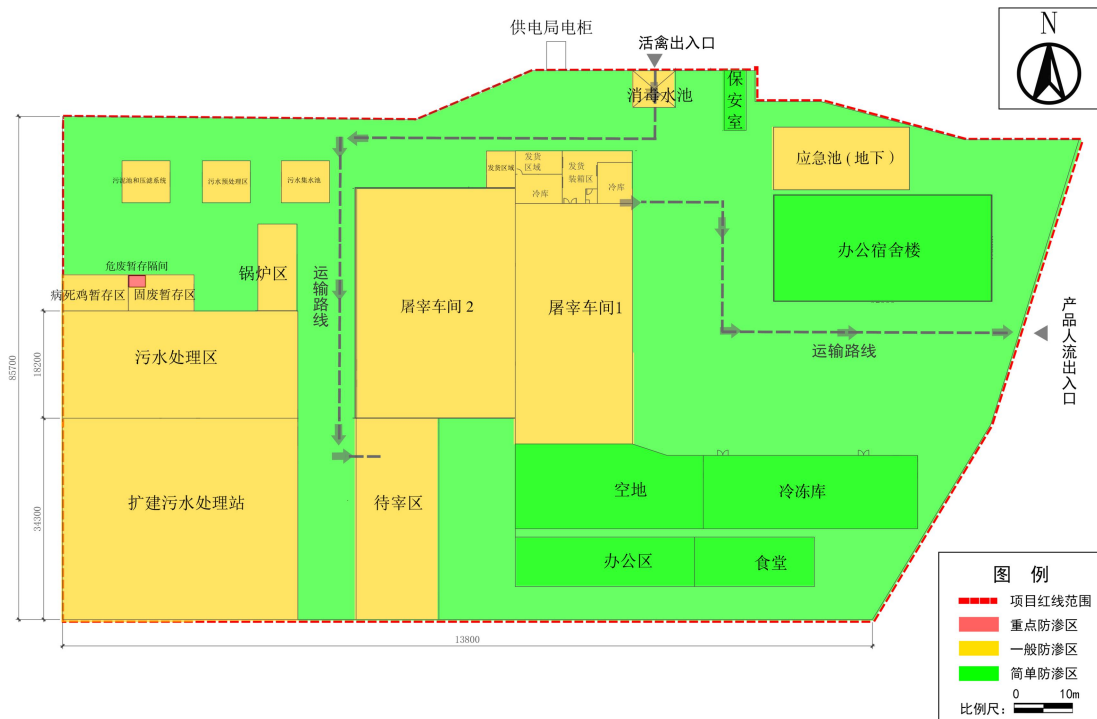 供电局电柜
活禽出入口
N
消毒水池
保安室
应急池(地下)
发货区域
发货
区域
发货
装箱区
冷库
冷库
污泥池和压滤系统
污水预处理区
污水集水池
办公宿舍楼
危废暂存隔间
锅炉区
病死鸡暂存区
固废暂存区
运输路线
屠宰车间2
屠宰车间1
产品人流出入口
运输路线
污水处理区
85700
18200
34300
扩建污水处理站
待宰区
空地
冷冻库
办公区
食堂
13800
图 例
项目红线范围
重点防渗区
一般防渗区
简单防渗区
0 10m
比例尺: